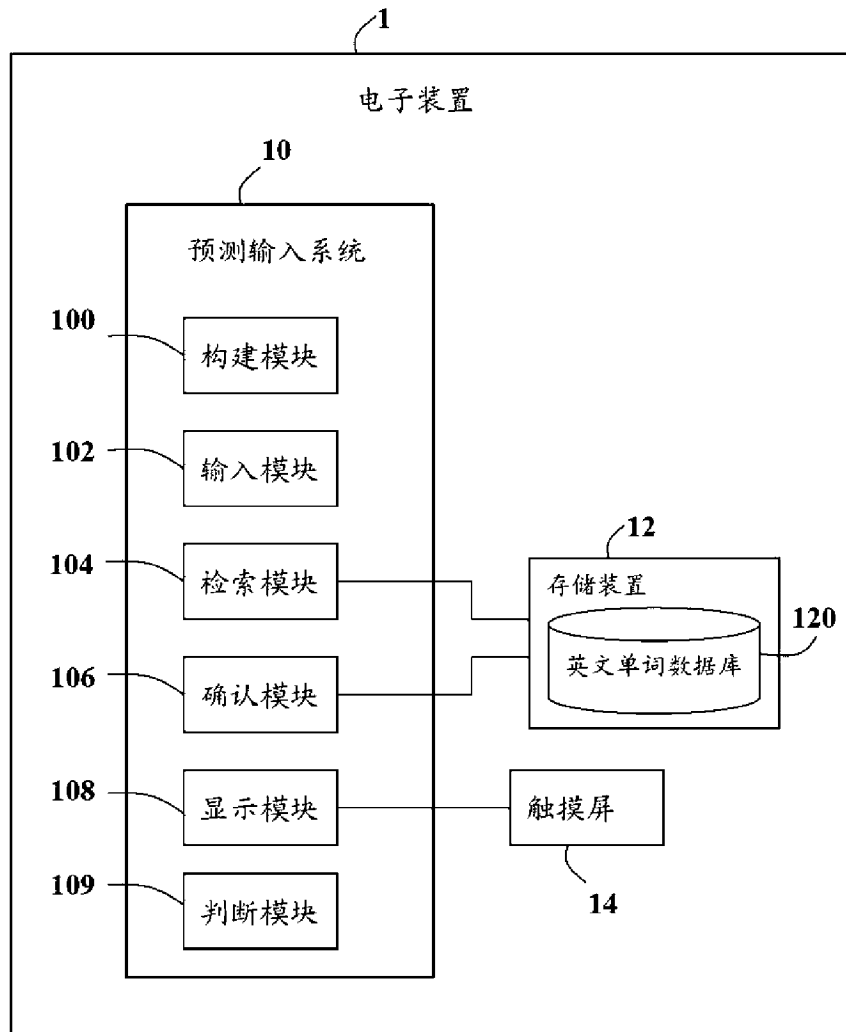 1
电子装置
10
预测输入系统
100
构建模块
102
输入模块
104
检索模块
12
存储装置
120
英文单词数据库
106
确认模块
108
显示模块
触摸屏
14
109
判断模块